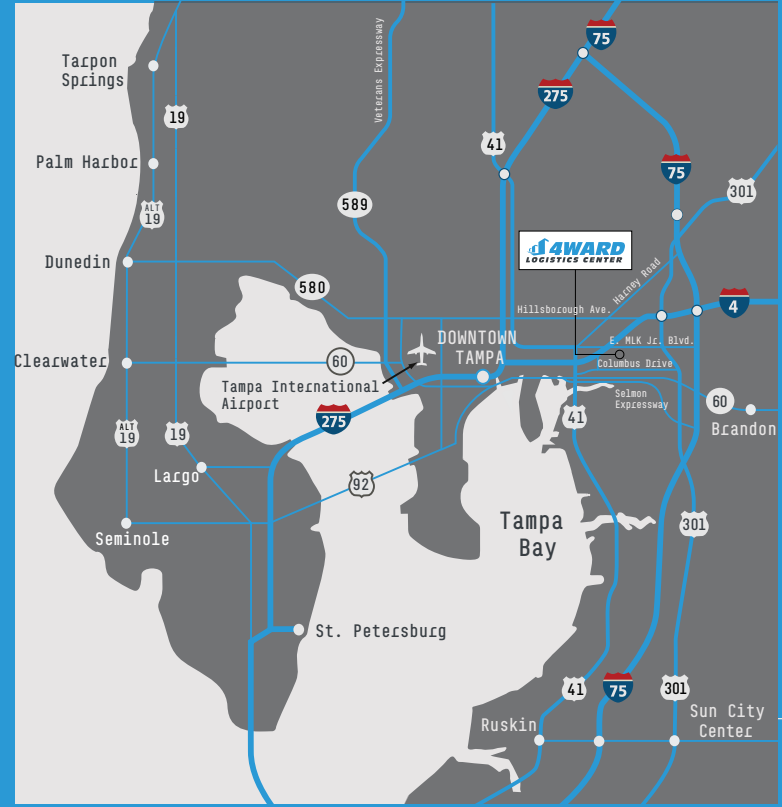 75
Tarpon
Springs
Veterans Expressway
275
19
41
Palm Harbor
75
301
589
ALT
19
4WARD
LOGISTICS CENTER
Dunedin
Harney Road
580
4
Hillsborough Ave.
DOWNTOWN
TAMPA
E. MLK Jr. Blvd.
Clearwater
60
Columbus Drive
Tampa International
Airport
Selmon
Expressway
60
275
41
Brandon
ALT
19
19
Largo
92
Tampa
Bay
301
Seminole
St. Petersburg
41
75
301
Ruskin
Sun City
Center